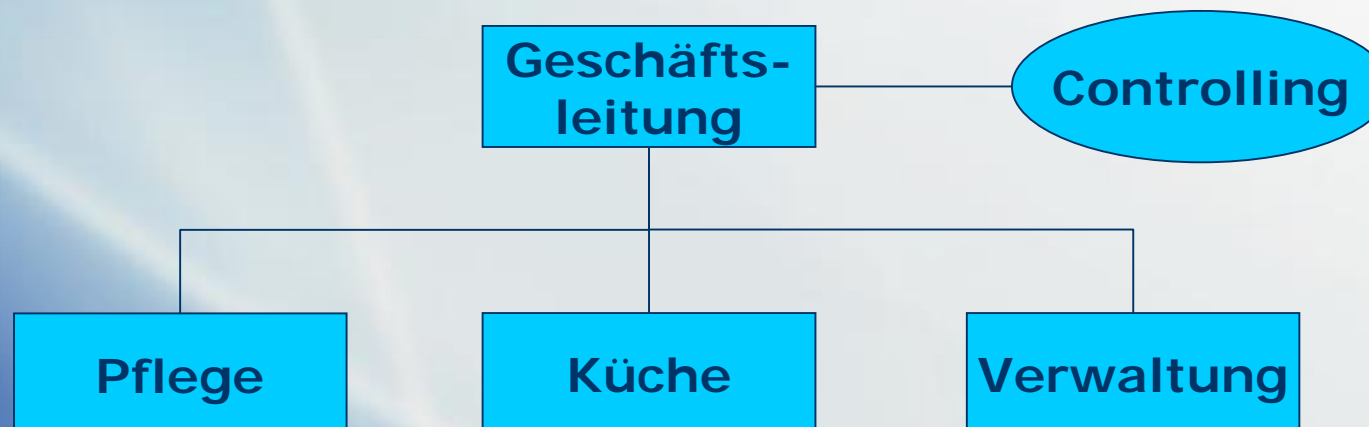 Geschäfts-
leitung
Controlling
Pflege
Küche
Verwaltung